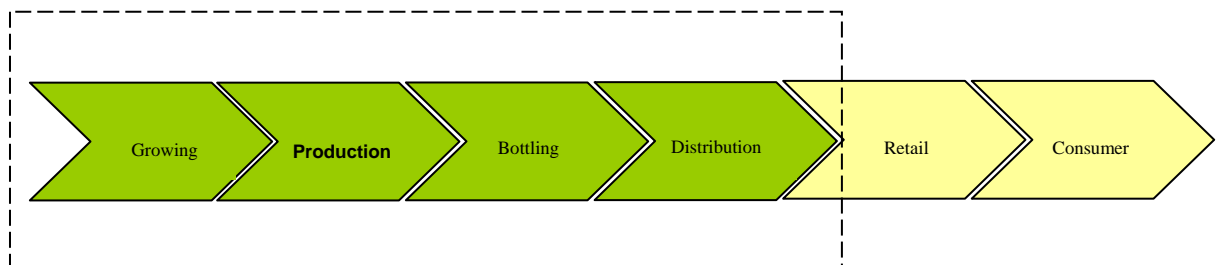 Growing
Production
Bottling
Distribution
Retail
Consumer